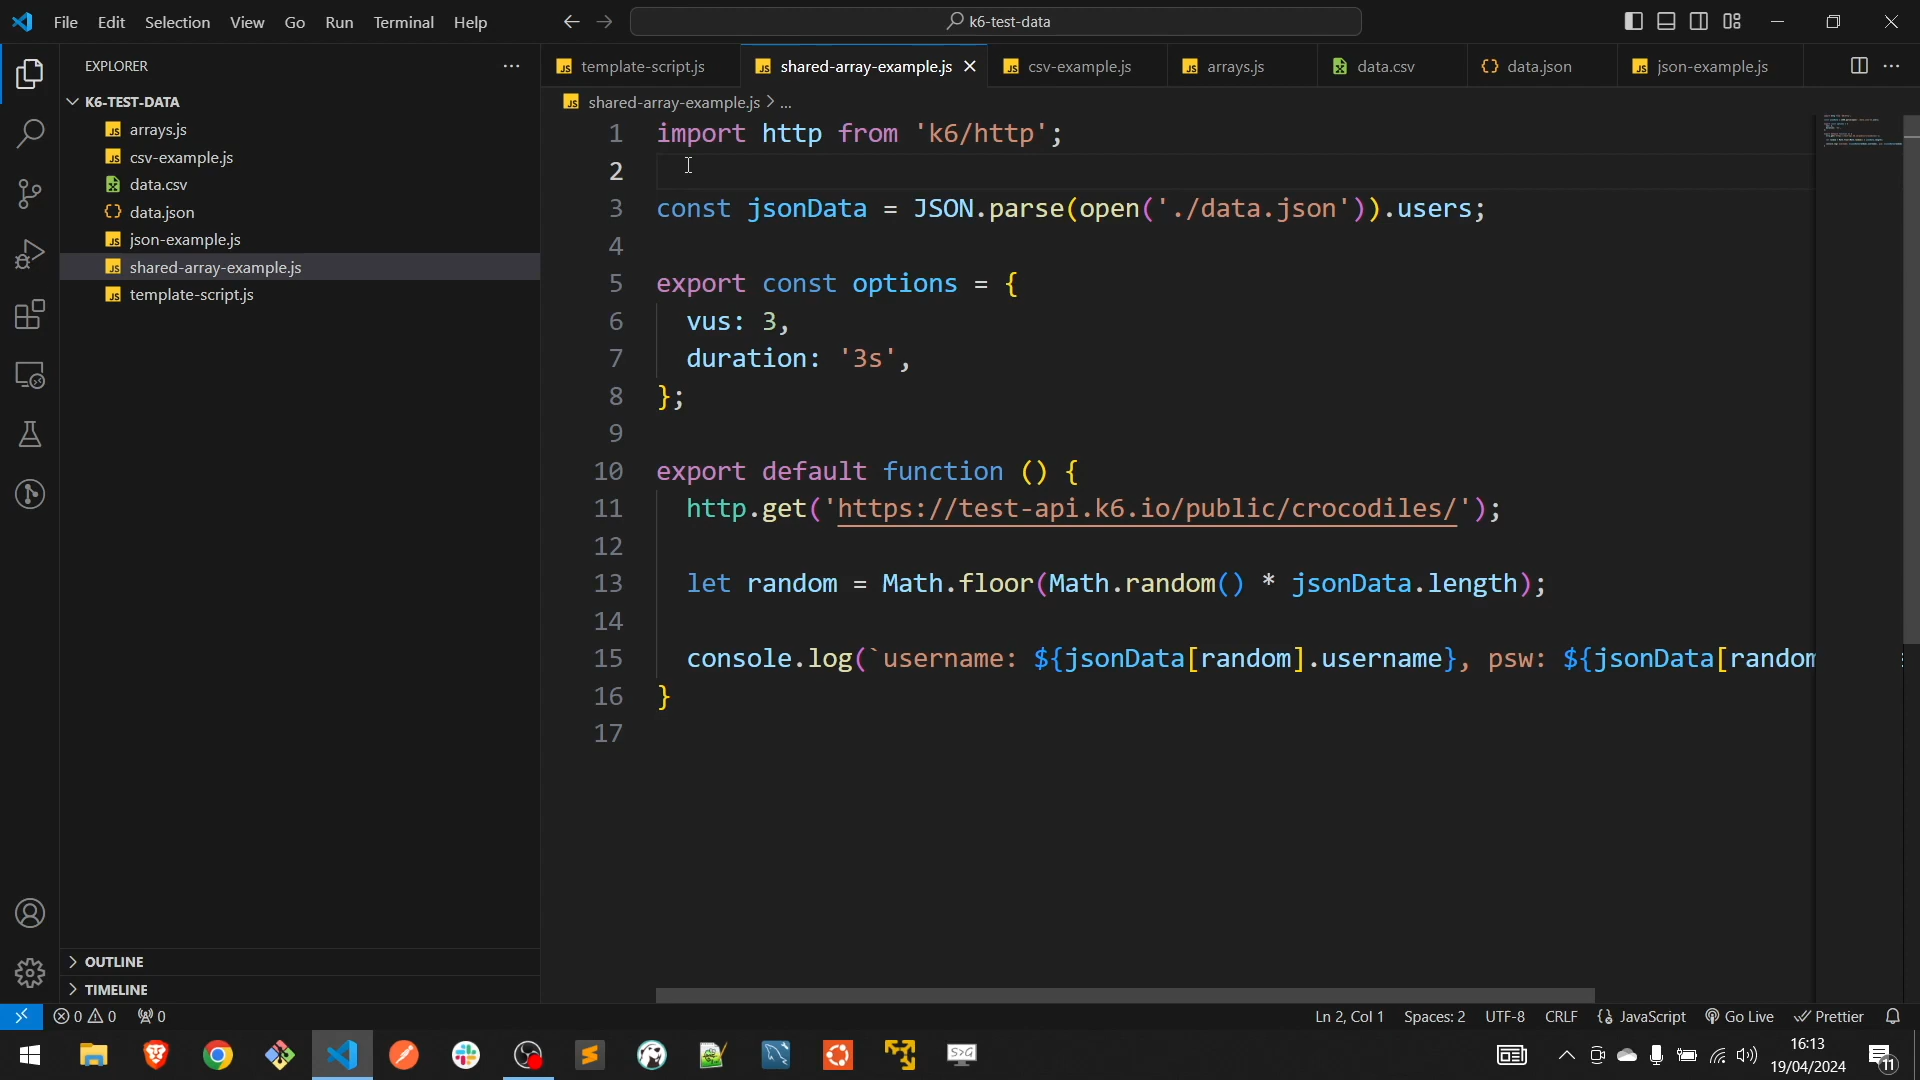 File Edit Selection View Go Run Terminal Help
k6-test-data
EXPLORER
K6-TEST-DATA
arrays.js
csv-example.js
data.csv
data.json
json-example.js
shared-array-example.js
template-script.js
OUTLINE
TIMELINE
template-script.js shared-array-example.js csv-example.js arrays.js data.csv data.json json-example.js
shared-array-example.js > ...
1 import http from 'k6/http';
2
3 const jsonData = JSON.parse(open('./data.json')).users;
4
5 export const options = {
6 vus: 3,
7 duration: '3s',
8 };
9
10 export default function () {
11 http.get('https://test-api.k6.io/public/crocodiles/');
12
13 let random = Math.floor(Math.random() * jsonData.length);
14
15 console.log(`username: ${jsonData[random].username}, psw: ${jsonData[random
16 }
17
0 0 0 Ln 2, Col 1 Spaces: 2 UTF-8 CRLF JavaScript Go Live Prettier
16:13
19/04/2024
11